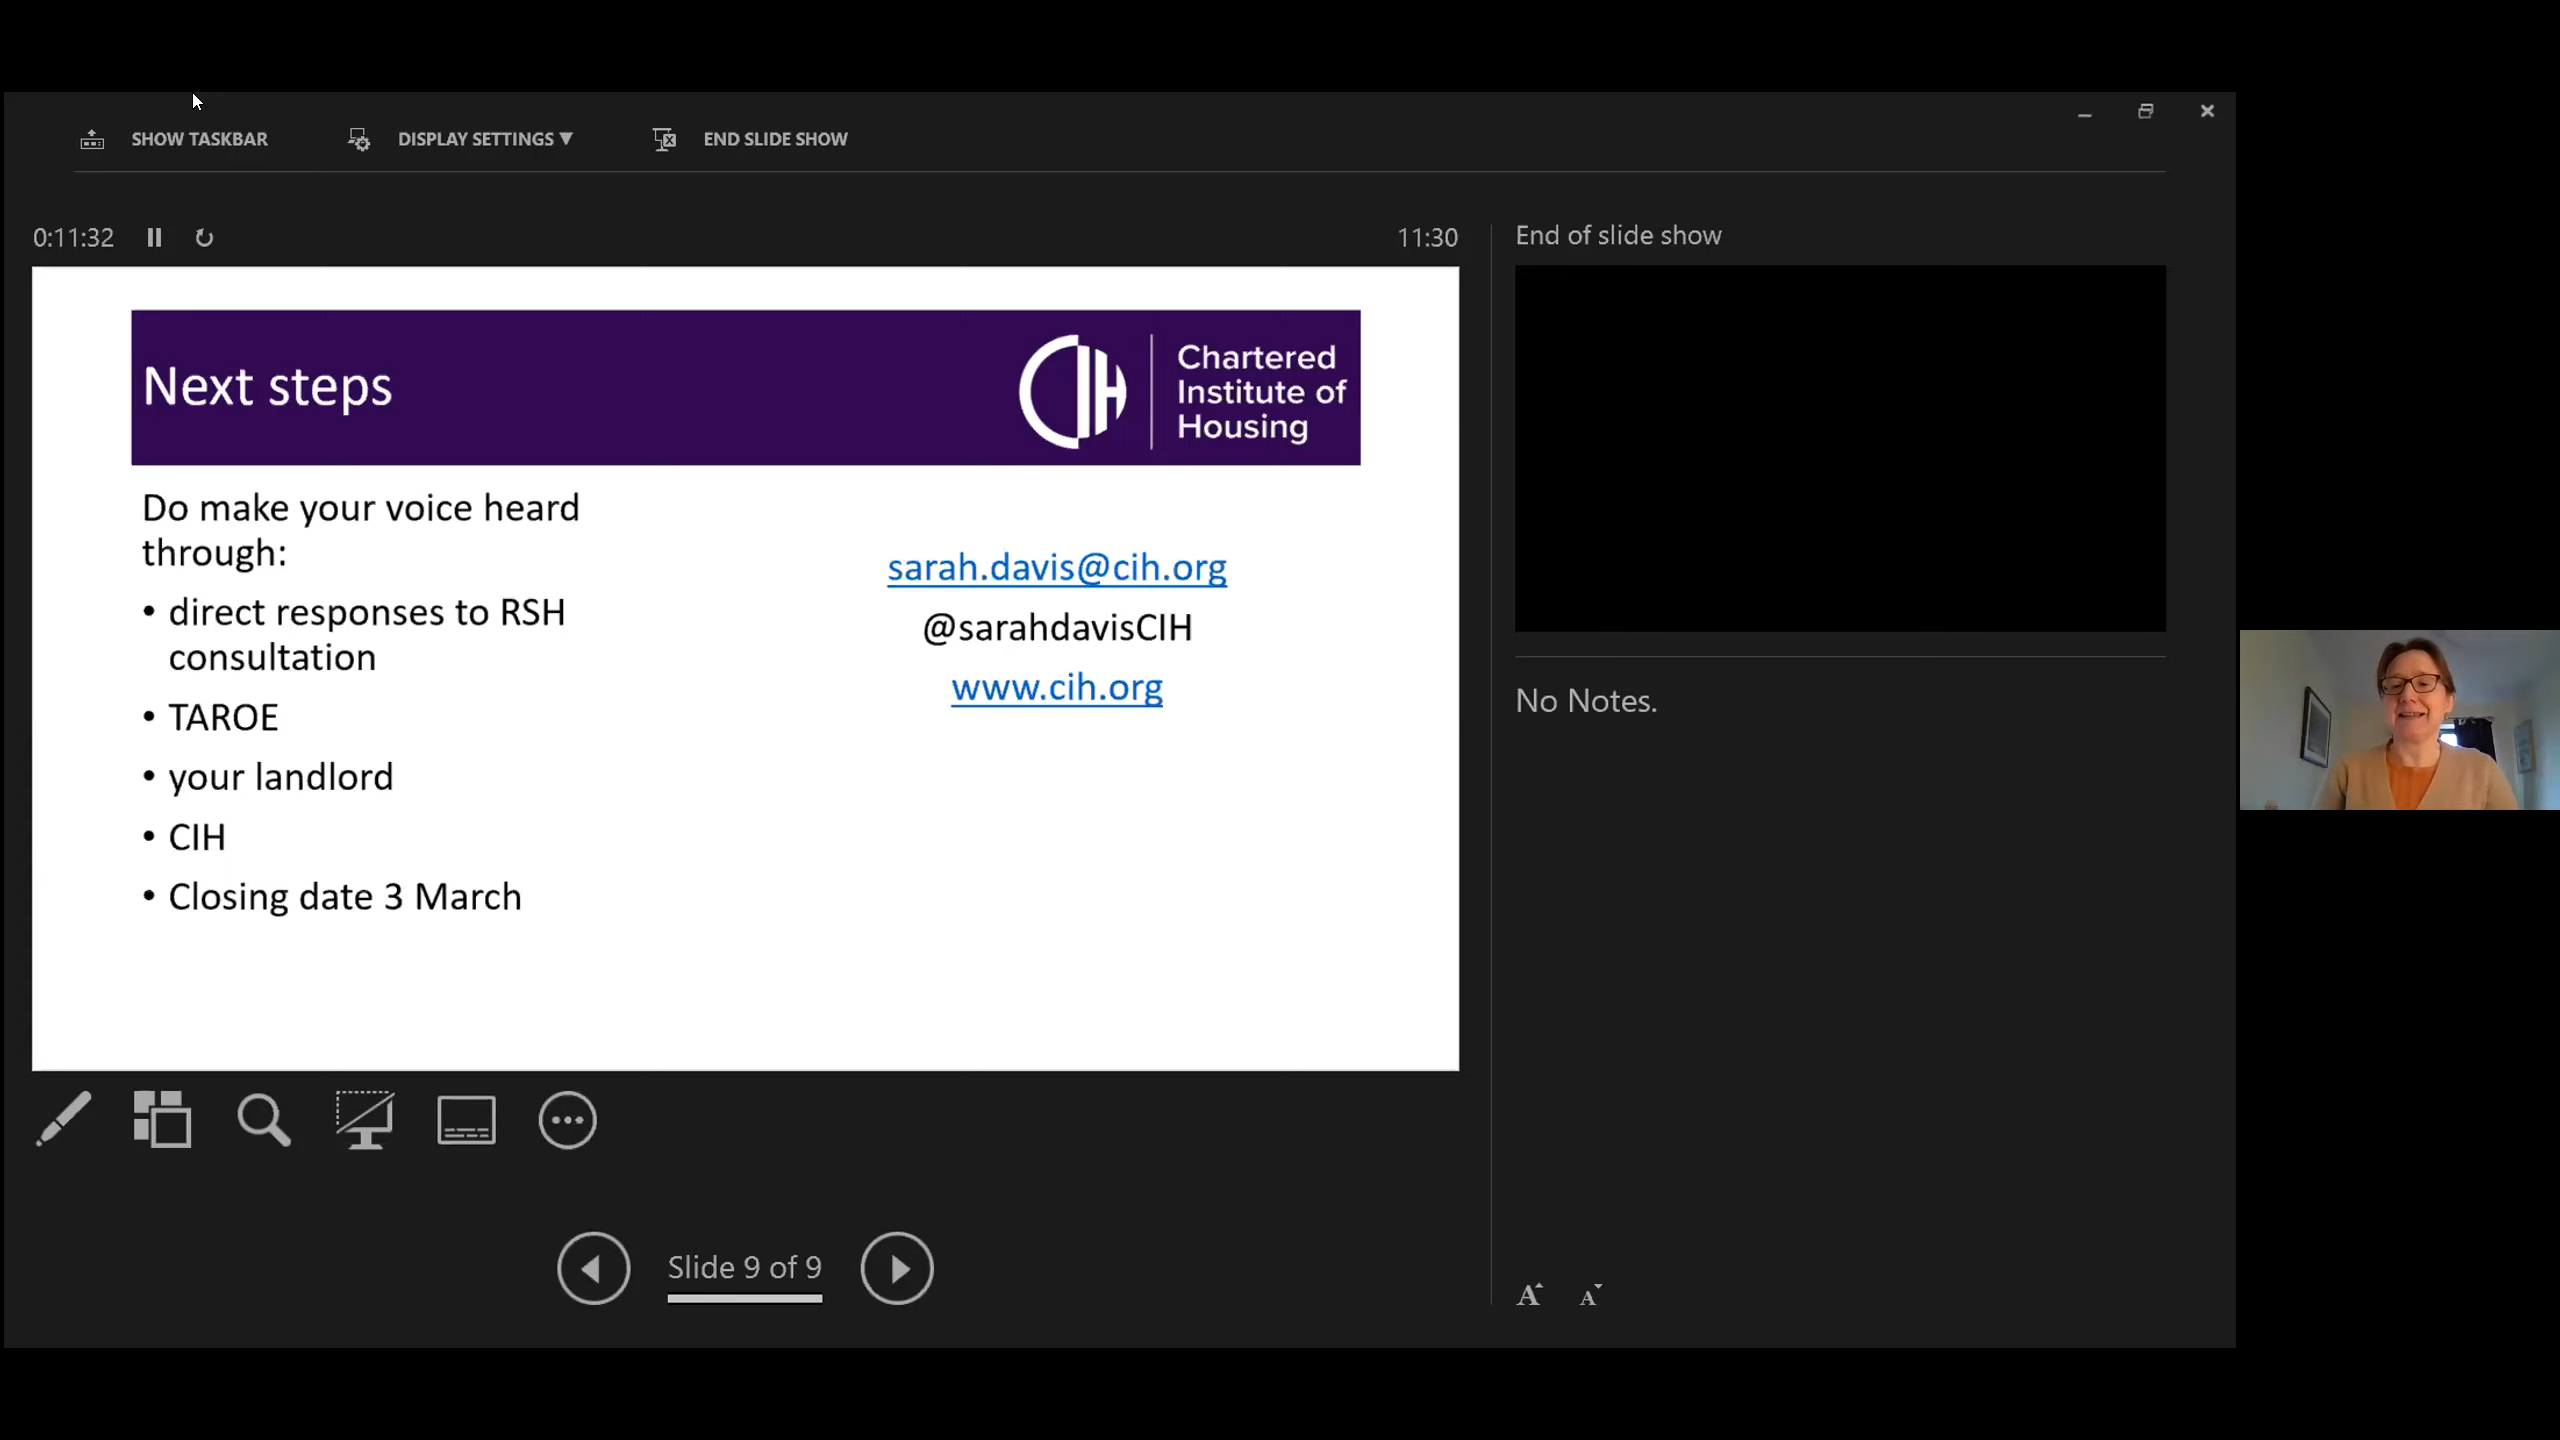 SHOW TASKBAR
DISPLAY SETTINGS ▼
END SLIDE SHOW
0:11:32
11:30
End of slide show
Next steps
CIH
Chartered
Institute of
Housing
Do make your voice heard
through:
• direct responses to RSH
consultation
• TAROE
• your landlord
• CIH
• Closing date 3 March
sarah.davis@cih.org
@sarahdavisCIH
www.cih.org
No Notes.
Slide 9 of 9
A A